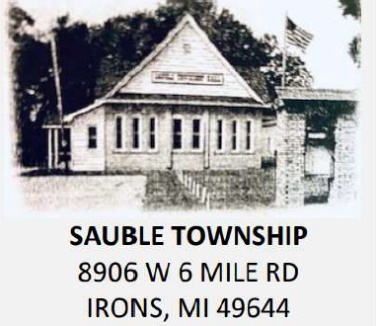 SAUBLE TOWNSHIP
8906 W 6 MILE RD
IRONS, MI 49644